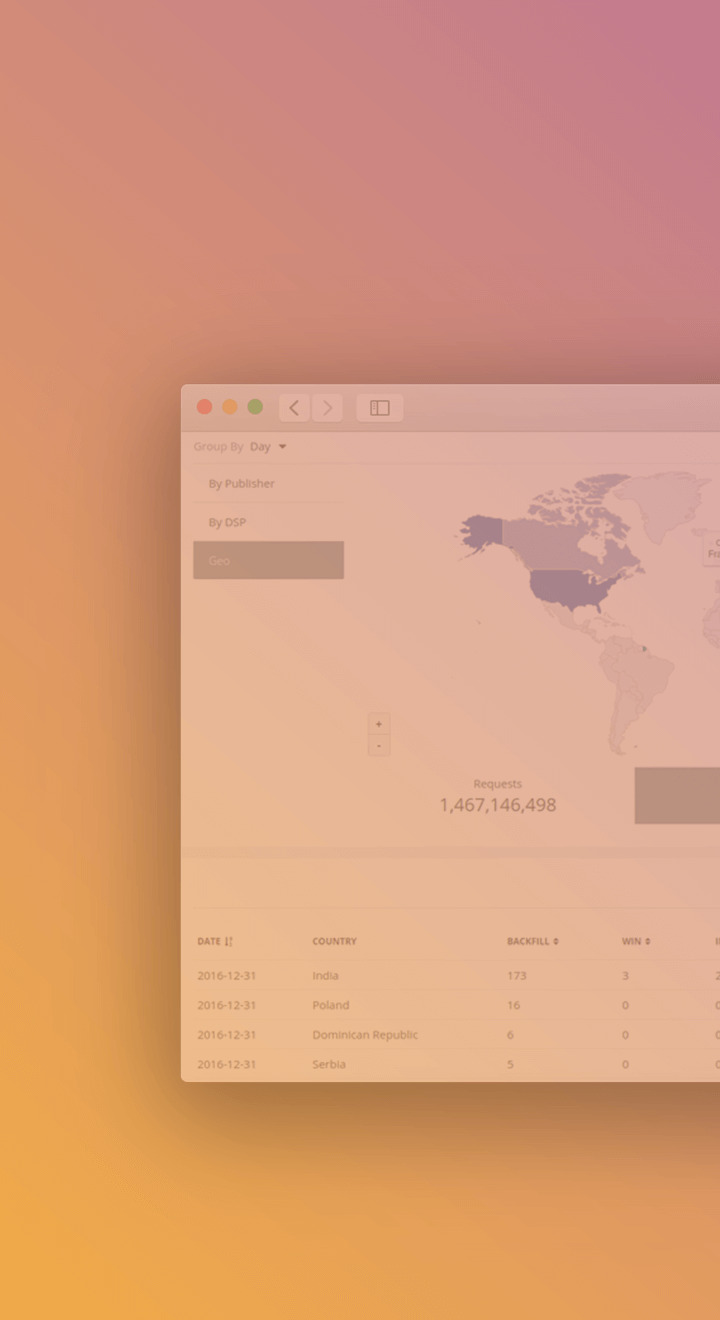 Group By Day
By Publisher
By DSP
Geo
Fra
+
-
Requests
1,467,146,498
DATE COUNTRY BACKFILL WIN
2016-12-31 India 173 3 2
2016-12-31 Poland 16 0
2016-12-31 Dominican Republic 6 0
2016-12-31 Serbia 5 0